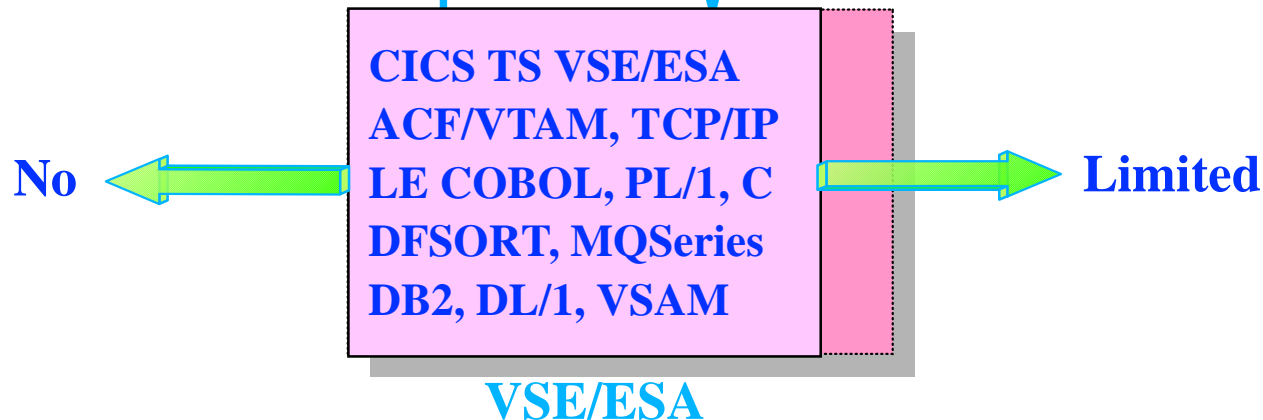 CICS TS VSE/ESA
ACF/VTAM, TCP/IP
No
LE COBOL, PL/1, C
Limited
DFSORT, MQSeries
DB2, DL/1, VSAM
VSE/ESA